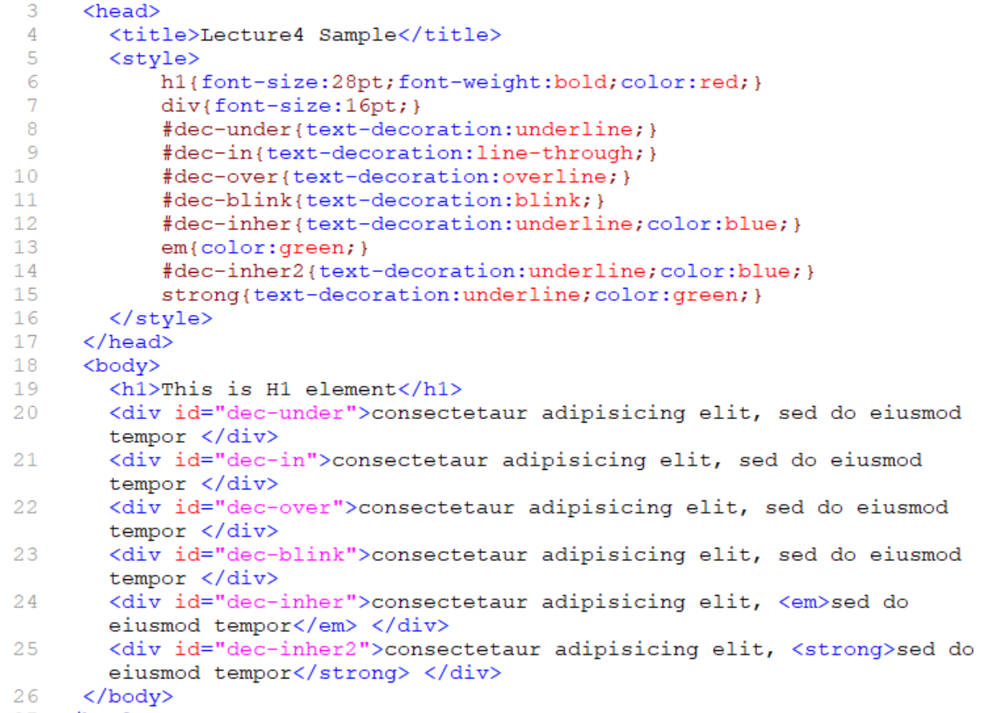 3 <head>
4 <title>Lecture4 Sample</title>
5 <style>
6 h1{font-size:28pt;font-weight:bold;color:red;}
7 div{font-size:16pt;}
8 #dec-under{text-decoration:underline;}
9 #dec-in{text-decoration:line-through;}
10 #dec-over{text-decoration:overline;}
11 #dec-blink{text-decoration:blink;}
12 #dec-inher{text-decoration:underline;color:blue;}
13 em{color:green;}
14 #dec-inher2{text-decoration:underline;color:blue;}
15 strong{text-decoration:underline;color:green;}
16 </style>
17 </head>
18 <body>
19 <h1>This is H1 element</h1>
20 <div id="dec-under">consectetaur adipisicing elit, sed do eiusmod
tempor </div>
21 <div id="dec-in">consectetaur adipisicing elit, sed do eiusmod
tempor </div>
22 <div id="dec-over">consectetaur adipisicing elit, sed do eiusmod
tempor </div>
23 <div id="dec-blink">consectetaur adipisicing elit, sed do eiusmod
tempor </div>
24 <div id="dec-inher">consectetaur adipisicing elit, <em>sed do
eiusmod tempor</em> </div>
25 <div id="dec-inher2">consectetaur adipisicing elit, <strong>sed do
eiusmod tempor</strong> </div>
26 </body>